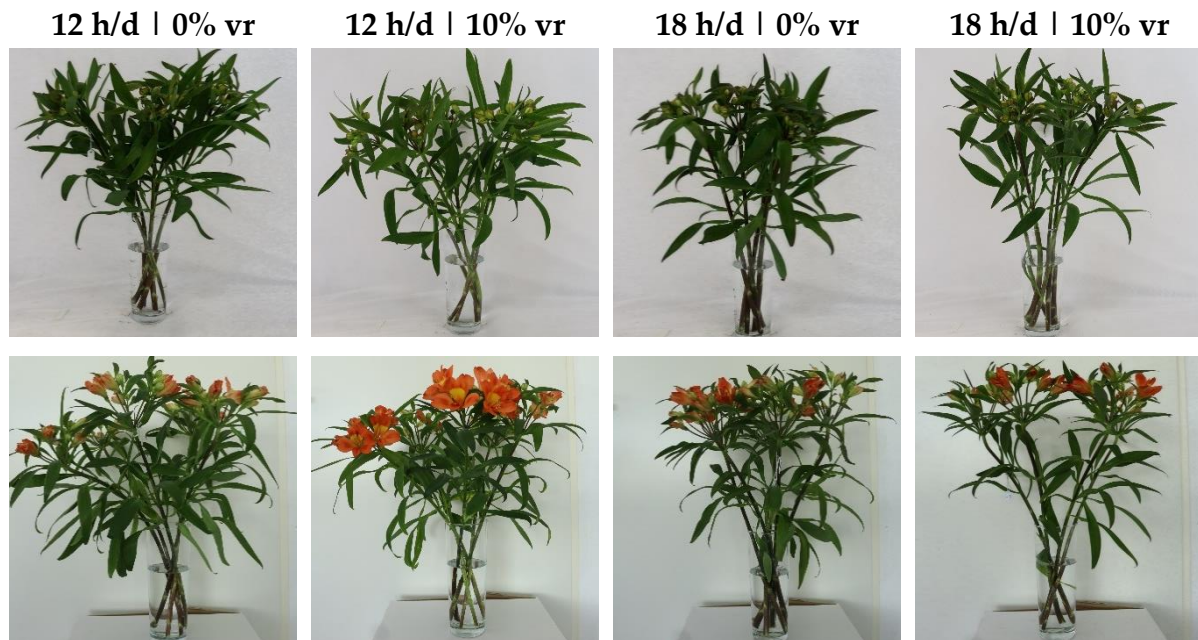 12 h/d | 0% vr
12 h/d | 10% vr
18 h/d | 0% vr
18 h/d | 10% vr